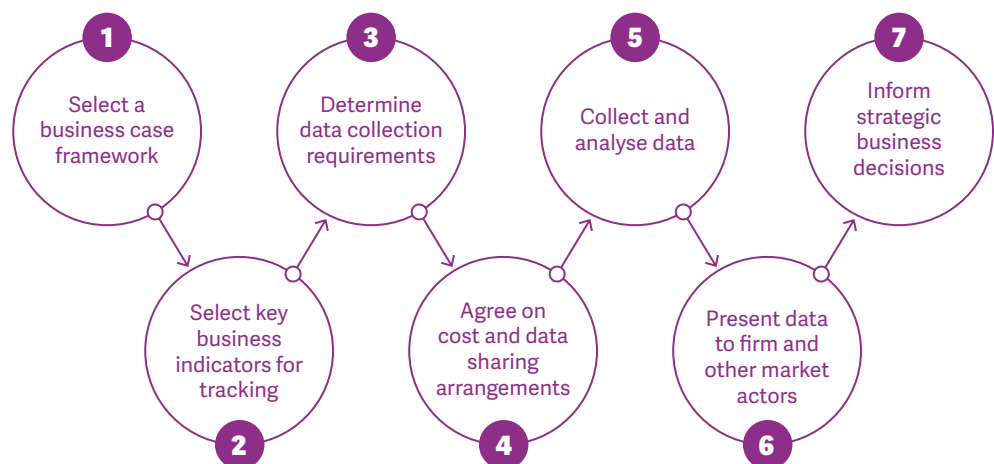 1
Select a
business case
framework
2
Select key
business
indicators for
tracking
3
Determine
data collection
requirements
4
Agree on
cost and data
sharing
arrangements
5
Collect and
analyse data
6
Present data
to firm and
other market
actors
7
Inform
strategic
business
decisions